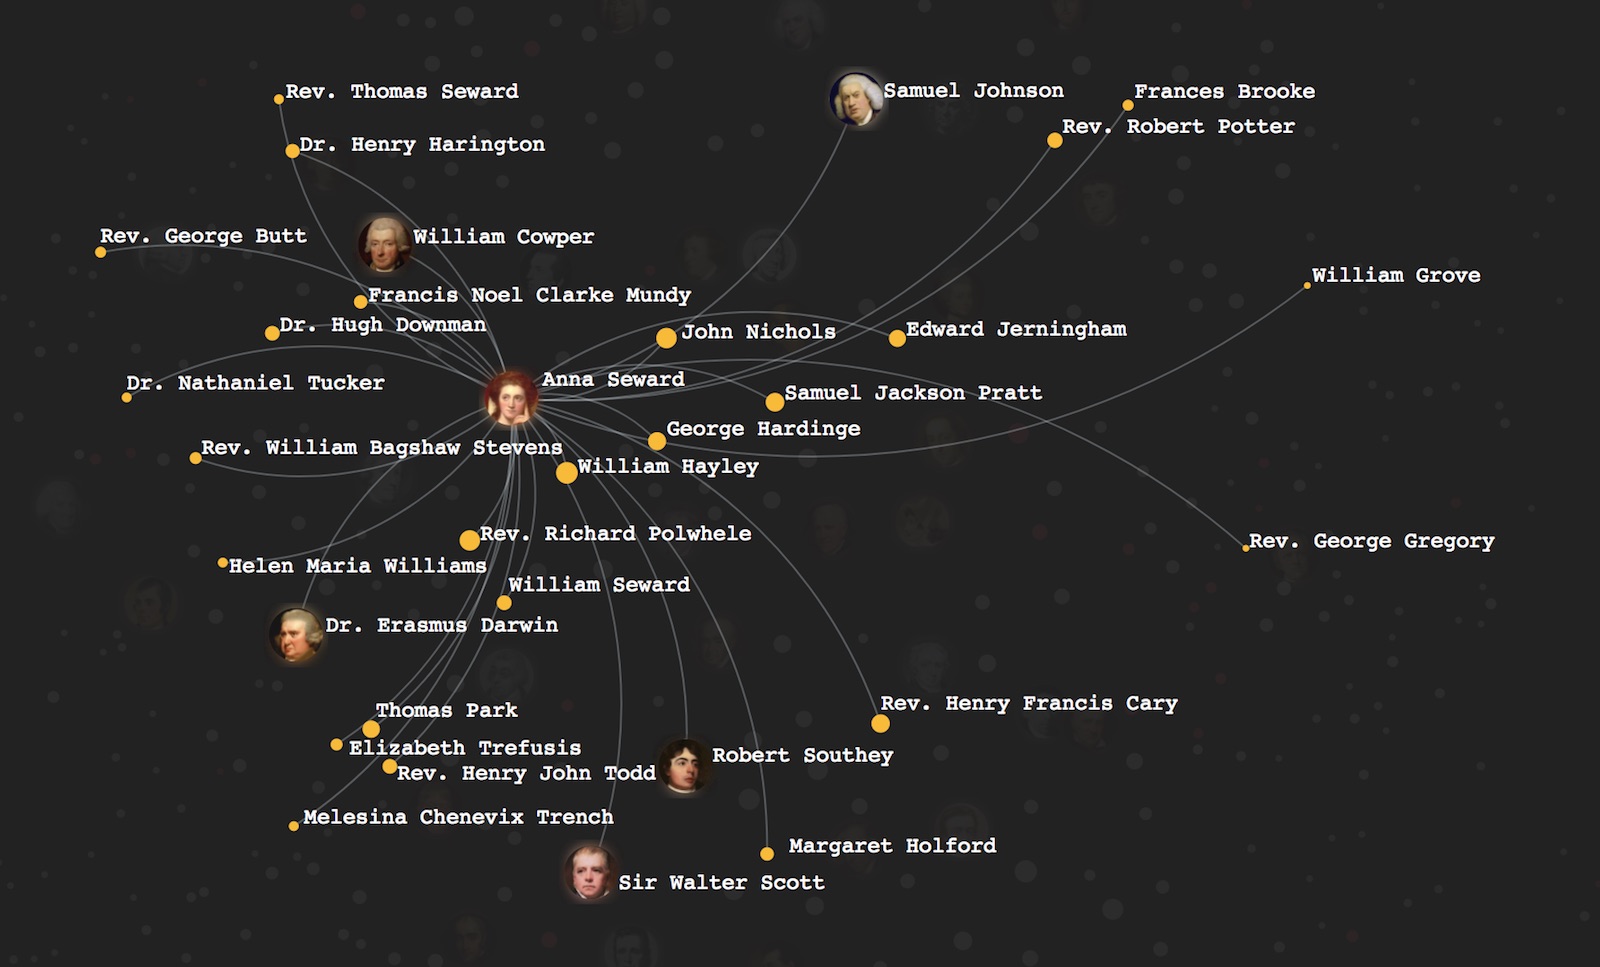 Rev. Thomas Seward
Samuel Johnson
Frances Brooke
Rev. Robert Potter
Dr. Henry Harington
Rev. George Butt
William Cowper
William Grove
Francis Noel Clarke Mundy
Dr. Hugh Downman
John Nichols
Edward Jerningham
Dr. Nathaniel Tucker
Anna Seward
Samuel Jackson Pratt
George Hardinge
Rev. William Bagshaw Stevens
William Hayley
Rev. Richard Polwhele
Rev. George Gregory
Helen Maria Williams
William Seward
Dr. Erasmus Darwin
Thomas Park
Rev. Henry Francis Cary
Elizabeth Trefusis
Robert Southey
Rev. Henry John Todd
Melesina Chenevix Trench
Margaret Holford
Sir Walter Scott